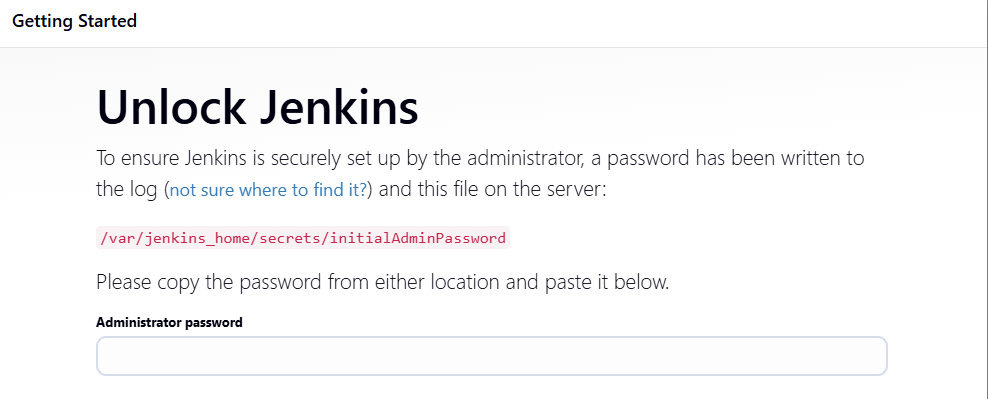 Getting Started
Unlock Jenkins
To ensure Jenkins is securely set up by the administrator, a password has been written to
the log (not sure where to find it?) and this file on the server:
/var/jenkins_home/secrets/initialAdminPassword
Please copy the password from either location and paste it below.
Administrator password